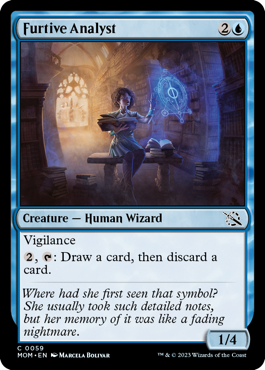 Furtive Analyst 2
Creature — Human Wizard
Vigilance
2, : Draw a card, then discard a
card.
Where had she first seen that symbol?
She usually took such detailed notes,
but her memory of it was like a fading
nightmare.
1/4
C 0059
MOM • EN Marcela Bolívar ™ & © 2023 Wizards of the Coast